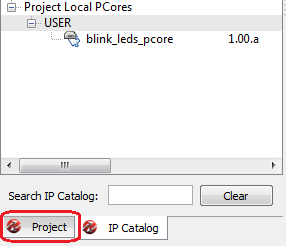 Project Local PCores
USER
blink_leds_pcore 1.00.a
Search IP Catalog: Clear
Project IP Catalog